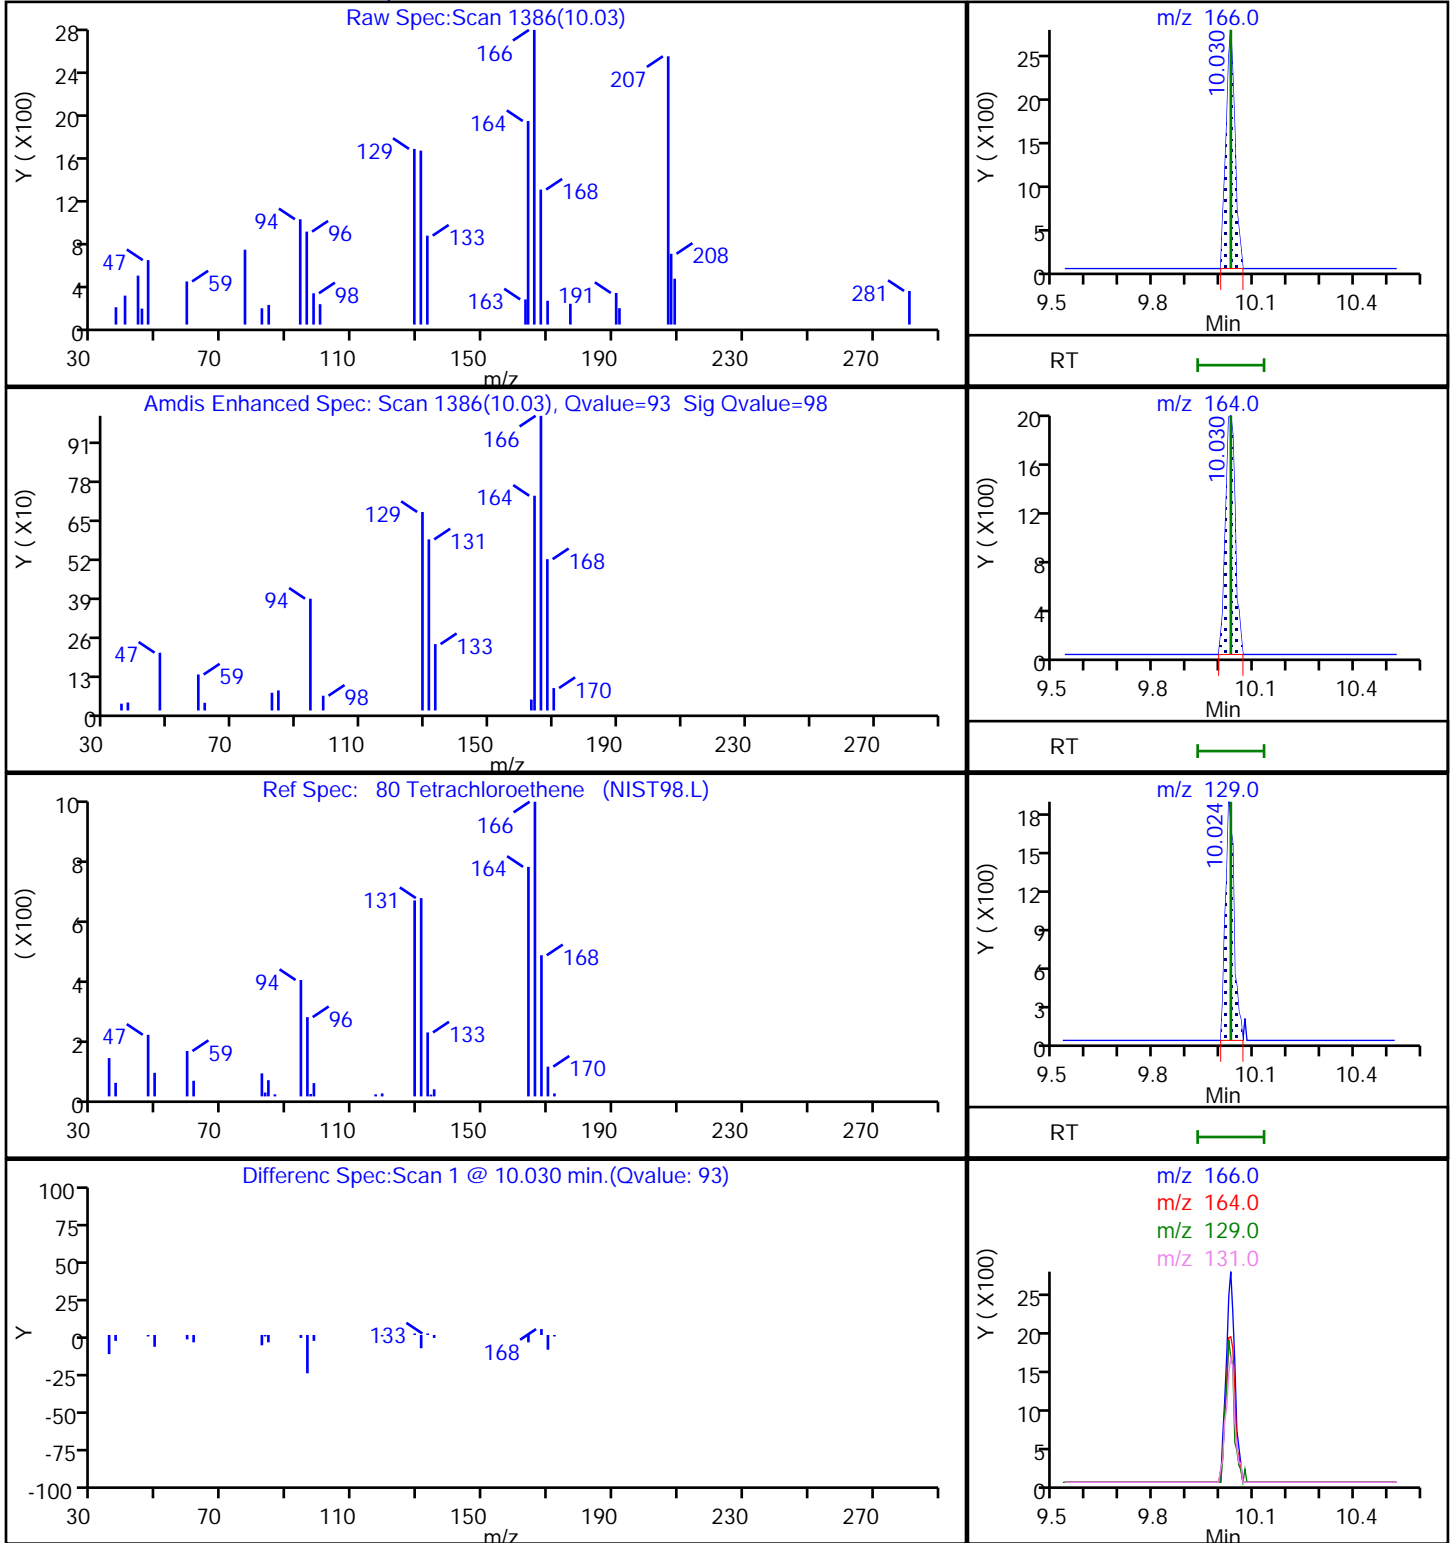 Raw Spec:Scan 1386(10.03)
28
24
20
16
12
8
4
0
Y ( X100)
166
207
164
129
168
94
96
133
47
59
98
163
191
208
281
30 70 110 150 190 230 270
m/z
m/z 166.0
25
20
15
10
5
0
Y ( X100)
10.030
9.5 9.8 10.1 10.4
Min
RT
Amdis Enhanced Spec: Scan 1386(10.03), Qvalue=93 Sig Qvalue=98
91
78
65
52
39
26
13
0
Y ( X10)
166
164
129
131
168
94
47
133
59
98
170
30 70 110 150 190 230 270
m/z
m/z 164.0
20
16
12
8
4
0
Y ( X100)
10.030
9.5 9.8 10.1 10.4
Min
RT
Ref Spec: 80 Tetrachloroethene (NIST98.L)
10
8
6
4
2
0
( X100)
166
164
131
168
94
96
47
133
59
170
30 70 110 150 190 230 270
m/z 129.0
18
15
12
9
6
3
0
Y ( X100)
10.024
9.5 9.8 10.1 10.4
Min
RT
Differenc Spec:Scan 1 @ 10.030 min.(Qvalue: 93)
100
75
50
25
0
-25
-50
-75
-100
Y
133
168
30 70 110 150 190 230 270
m/z
m/z 166.0
m/z 164.0
m/z 129.0
m/z 131.0
25
20
15
10
5
0
Y ( X100)
9.5 9.8 10.1 10.4
Min